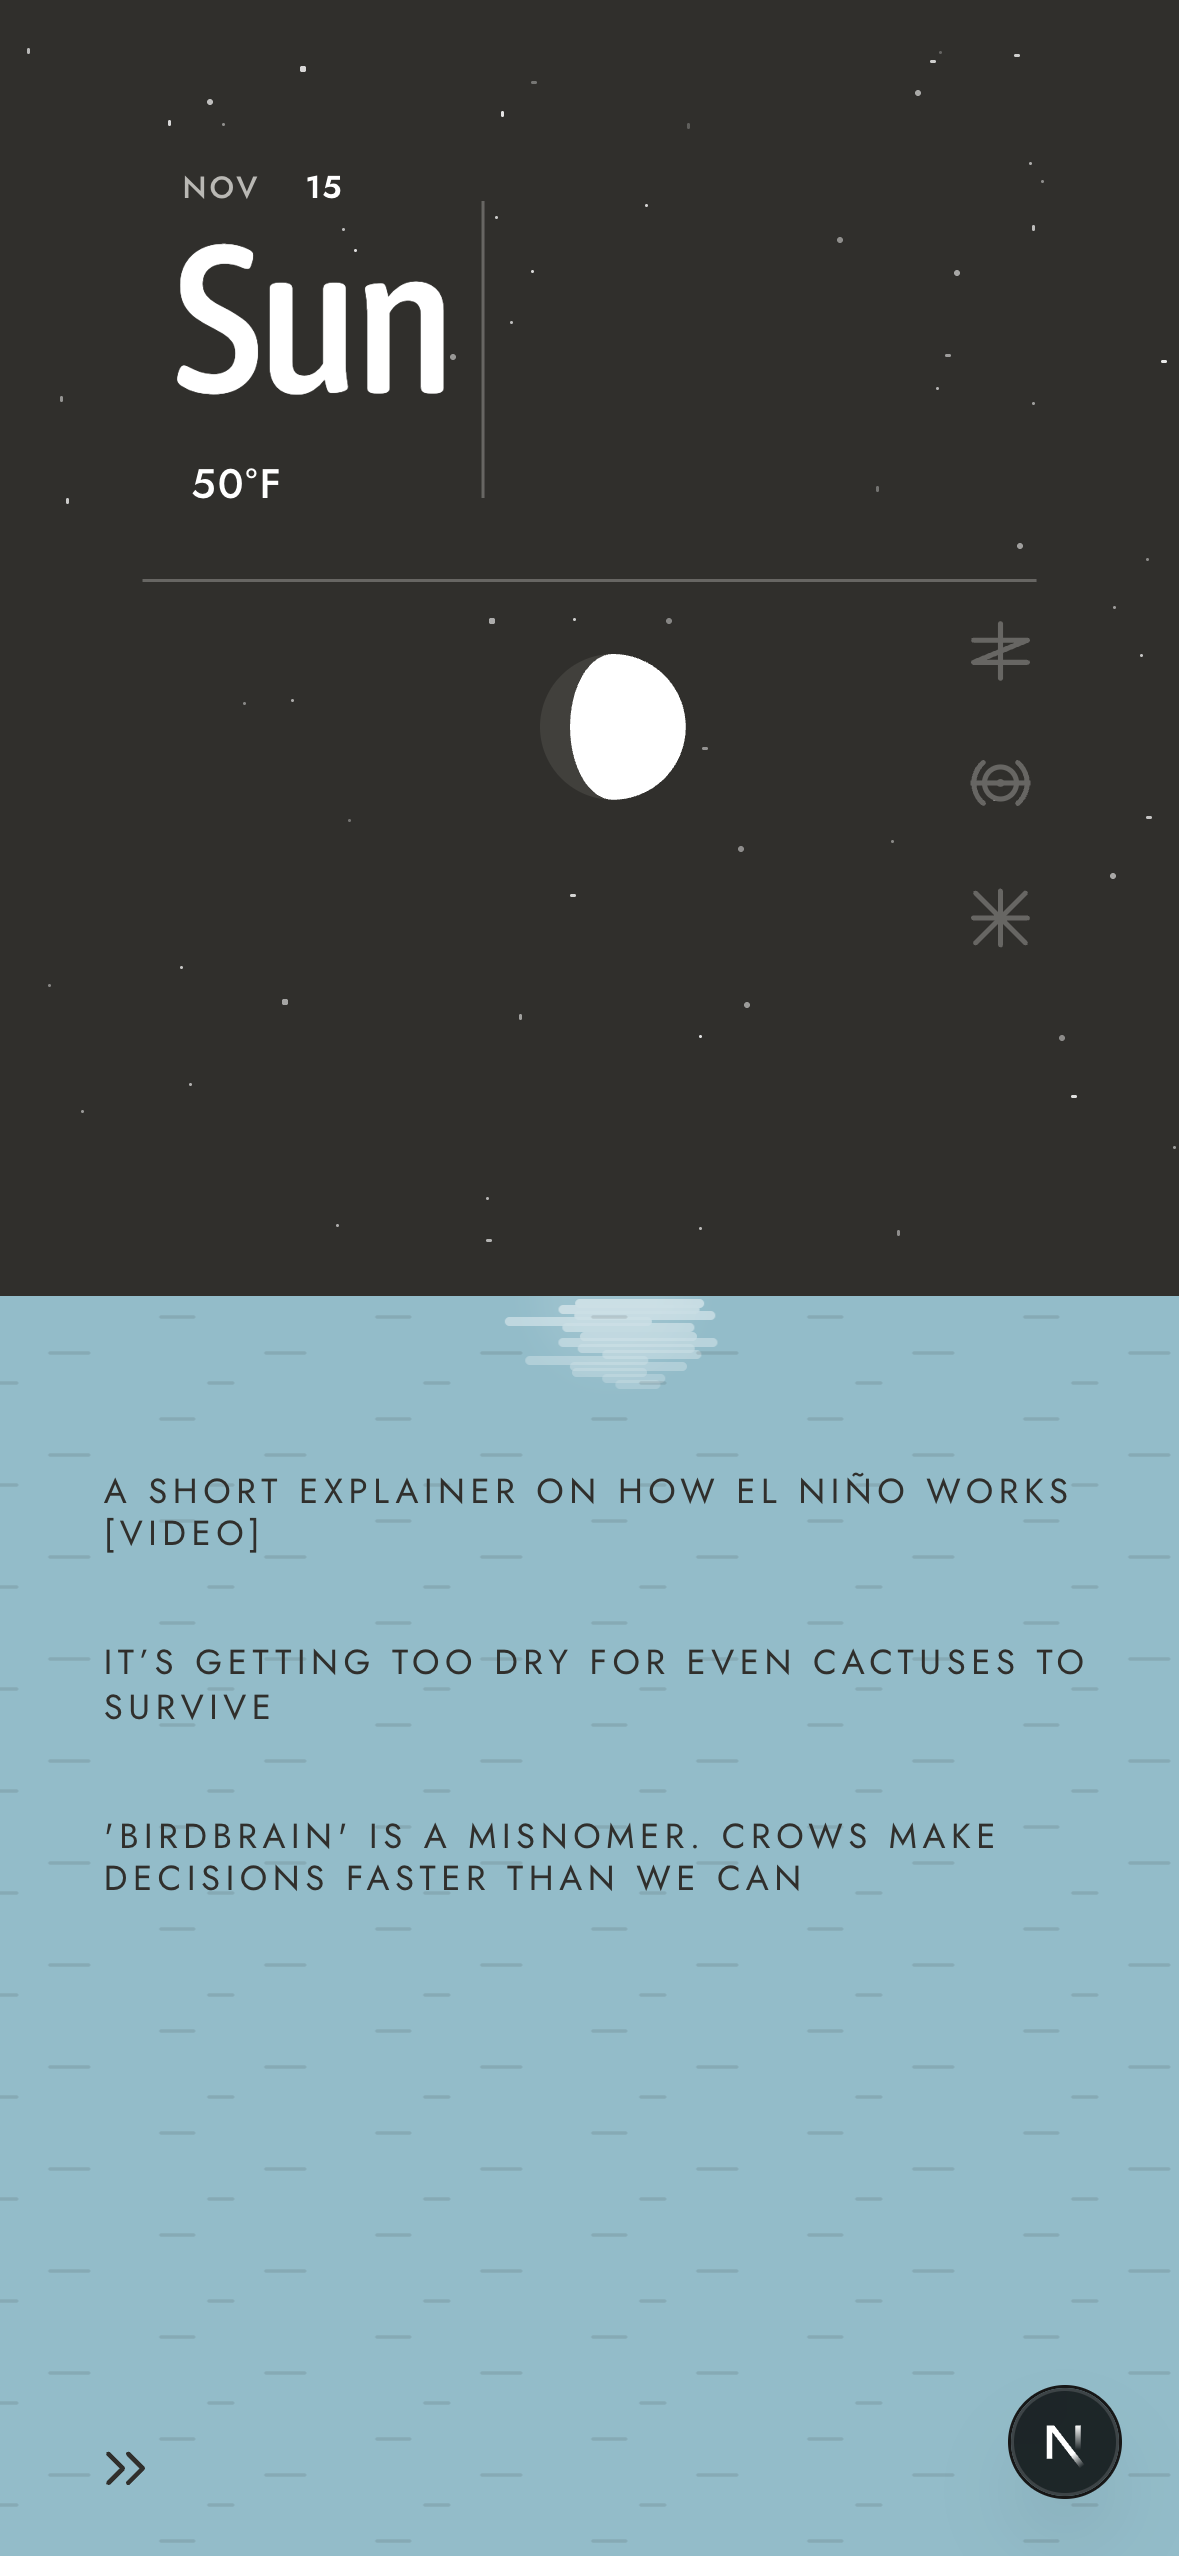 NOV 15
Sun
50°F
A SHORT EXPLAINER ON HOW EL NIÑO WORKS
[VIDEO]
IT’S GETTING TOO DRY FOR EVEN CACTUSES TO
SURVIVE
'BIRDBRAIN' IS A MISNOMER. CROWS MAKE
DECISIONS FASTER THAN WE CAN
N